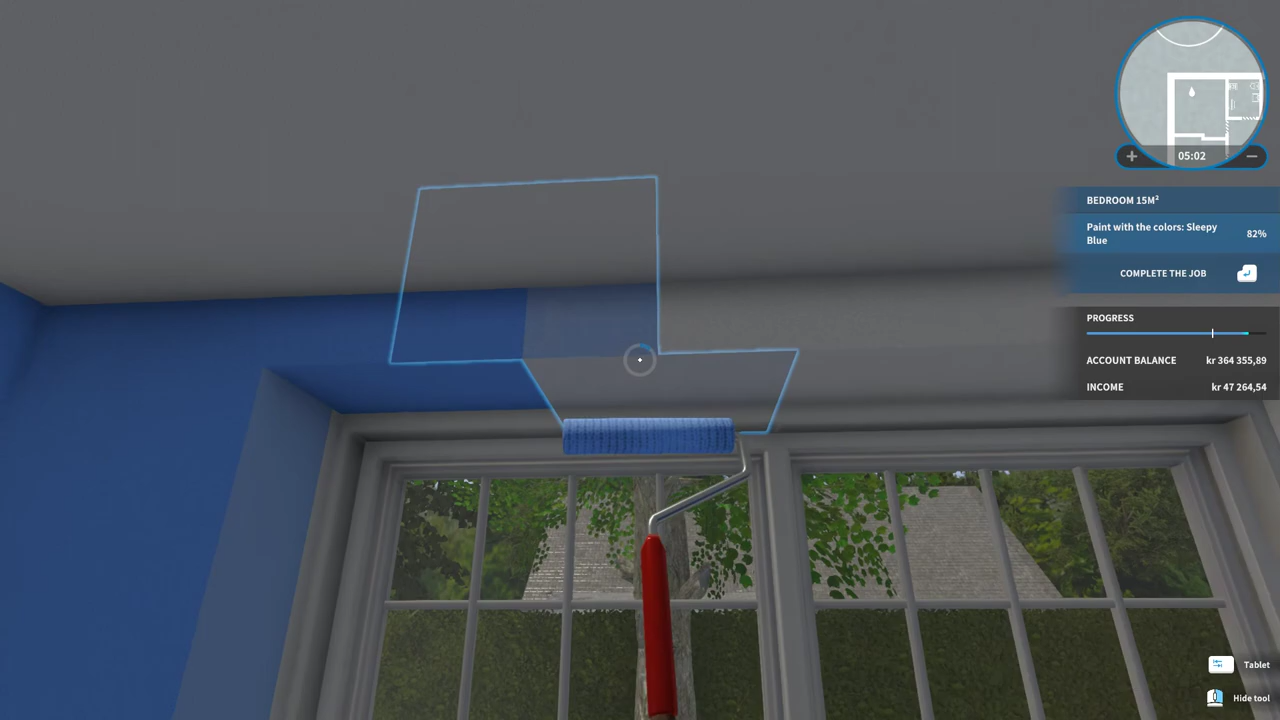 + 05:02 −
BEDROOM 15M²
Paint with the colors: Sleepy 82%
Blue
COMPLETE THE JOB
PROGRESS
ACCOUNT BALANCE kr 364 355,89
INCOME kr 47 264,54
Tablet
Hide tool